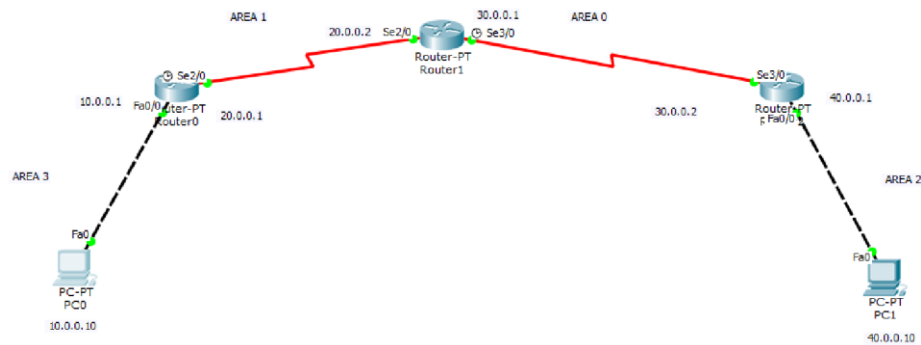 AREA 1
30.0.0.1
AREA 0
20.0.0.2
Se2/0
Se3/0
Router-PT
Router1
Se2/0
Se3/0
10.0.0.1
Fa0/0
20.0.0.1
40.0.0.1
30.0.0.2
Fa0/0
AREA 3
AREA 2
Fa0
Fa0
PC-PT
PC0
PC-PT
PC1
10.0.0.10
40.0.0.10